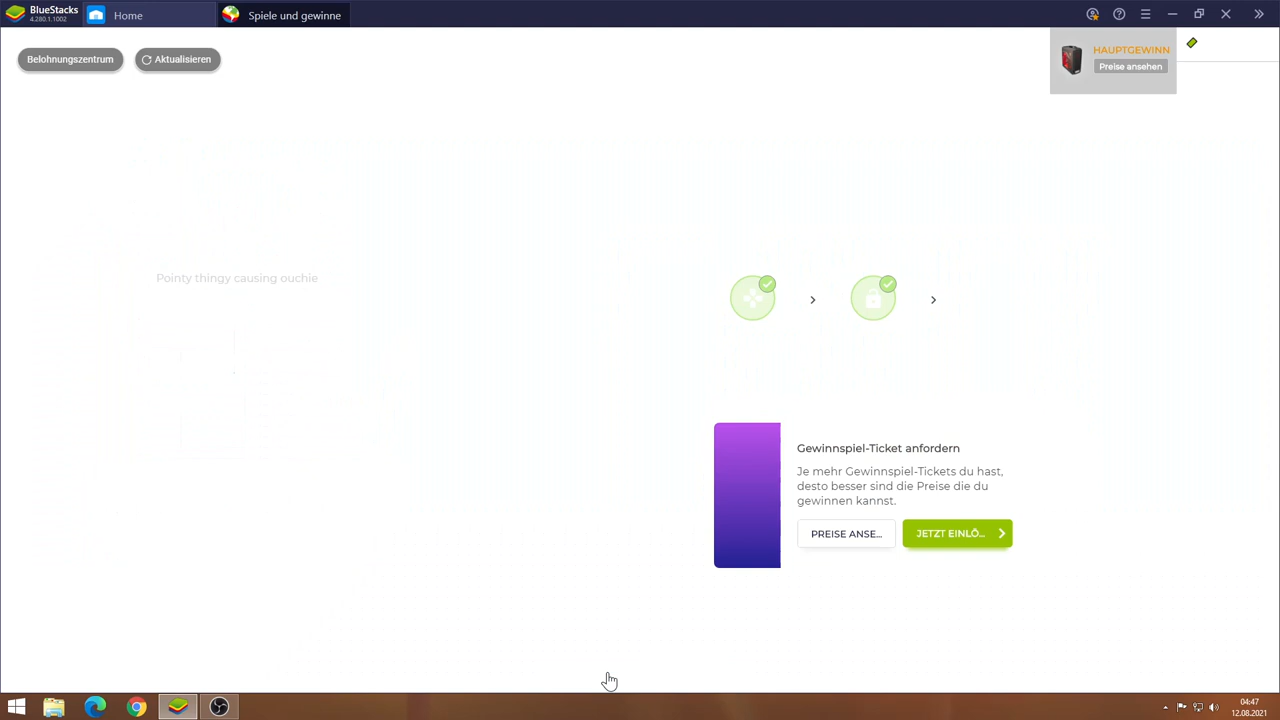 BlueStacks
4.280.1.1002
Home
Spiele und gewinne
Belohnungszentrum
Aktualisieren
HAUPTGEWINN
Preise ansehen
Pointy thingy causing ouchie
Gewinnspiel-Ticket anfordern
Je mehr Gewinnspiel-Tickets du hast,
desto besser sind die Preise die du
gewinnen kannst.
PREISE ANSE...
JETZT EINLÖ...
04:47
12.08.2021